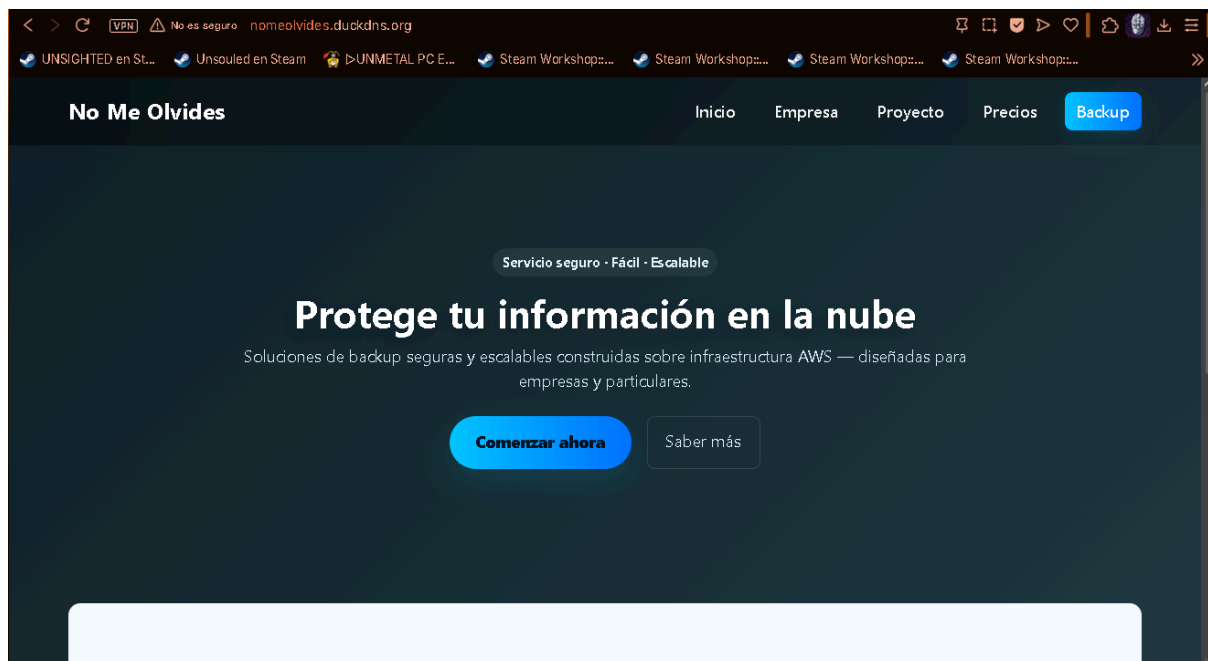 VPN No es seguro nomeolvides.duckdns.org
UNSIGHTED en St... Unsouled en Steam ▷UNMETAL PC E... Steam Workshop::... Steam Workshop::... Steam Workshop::... Steam Workshop::...
No Me Olvides Inicio Empresa Proyecto Precios Backup
Servicio seguro · Fácil · Escalable
Protege tu información en la nube
Soluciones de backup seguras y escalables construidas sobre infraestructura AWS — diseñadas para
empresas y particulares.
Comenzar ahora Saber más